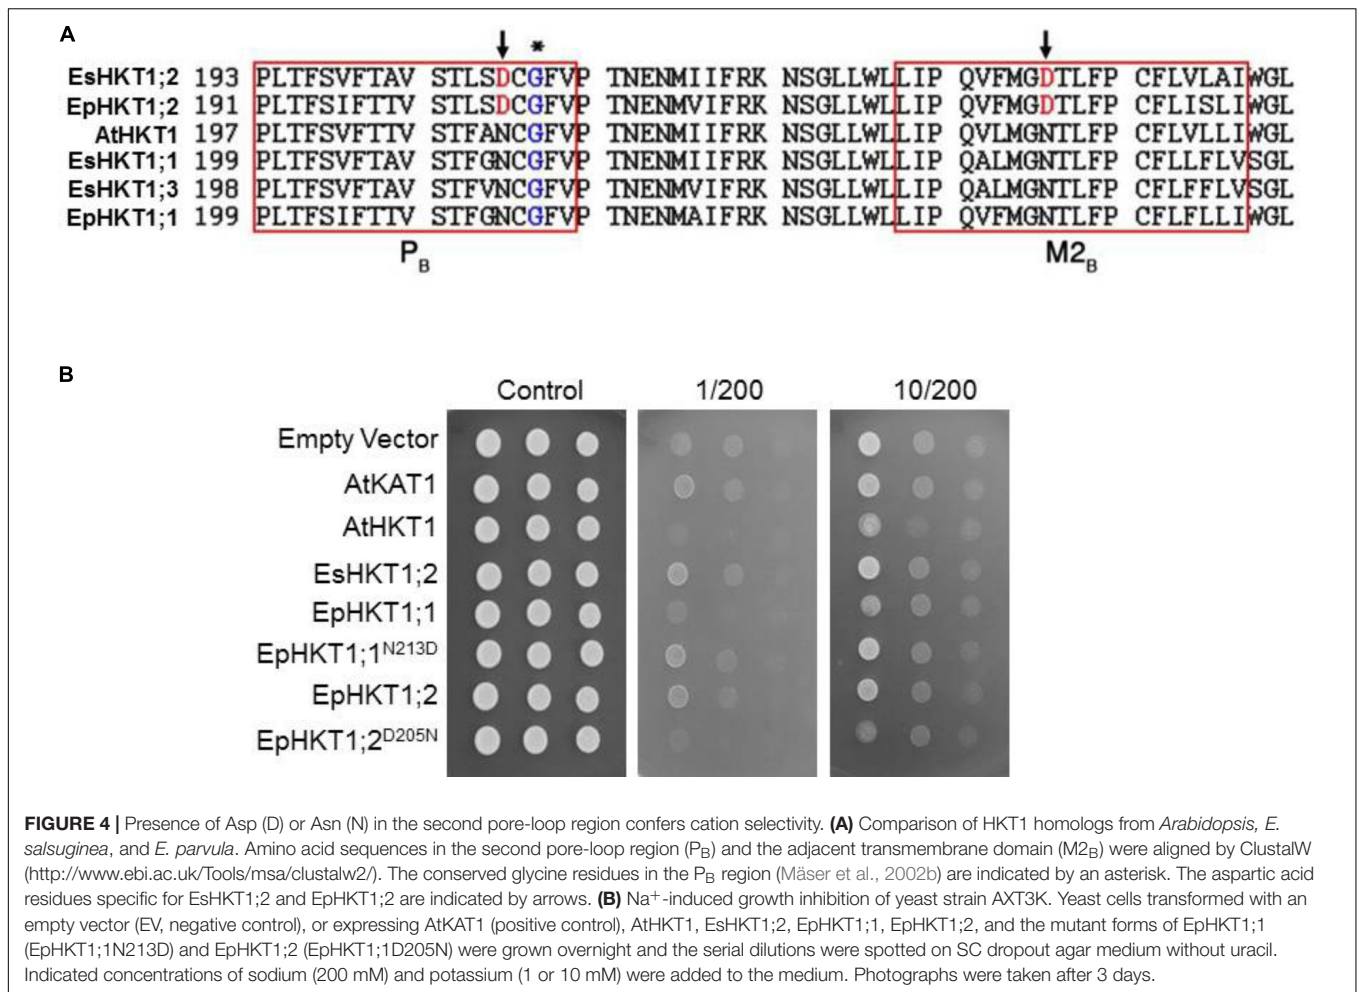 A
↓ * ↓
EsHKT1;2 193 PLTFSVFTAV STLSDCGFVP TNENMIIFRK NSGLLWLLIP QVFMGDTLFP CFLVLAIWGL
EpHKT1;2 191 PLTFSIFTTV STLSDCGFVP TNENMVIFRK NSGLLWLLIP QVFMGDTLFP CFLISLIWGL
AtHKT1 197 PLTFSVFTTV STFANCGFVP TNENMIIFRK NSGLLWLLIP QVLMGNTLFP CFLVLLIWGL
EsHKT1;1 199 PLTFSVFTAV STFGNCGFVP TNENMIIFRK NSGLLWLLIP QALMGNTLFP CFLLFLVSGL
EsHKT1;3 198 PLTFSVFTAV STFVNCGFVP TNENMVIFRK NSGLLWLLIP QALMGNTLFP CFLFFLVSGL
EpHKT1;1 199 PLTFSIFTTV STFGNCGFVP TNENMAIFRK NSGLLWLLIP QVFMGNTLFP CFLFLLIWGL
PB M2B
B
Control 1/200 10/200
Empty Vector
AtKAT1
AtHKT1
EsHKT1;2
EpHKT1;1
EpHKT1;1N213D
EpHKT1;2
EpHKT1;2D205N
FIGURE 4 | Presence of Asp (D) or Asn (N) in the second pore-loop region confers cation selectivity. (A) Comparison of HKT1 homologs from Arabidopsis, E.
salsuginea, and E. parvula. Amino acid sequences in the second pore-loop region (PB) and the adjacent transmembrane domain (M2B) were aligned by ClustalW
(http://www.ebi.ac.uk/Tools/msa/clustalw2/). The conserved glycine residues in the PB region (Mäser et al., 2002b) are indicated by an asterisk. The aspartic acid
residues specific for EsHKT1;2 and EpHKT1;2 are indicated by arrows. (B) Na+-induced growth inhibition of yeast strain AXT3K. Yeast cells transformed with an
empty vector (EV, negative control), or expressing AtKAT1 (positive control), AtHKT1, EsHKT1;2, EpHKT1;1, EpHKT1;2, and the mutant forms of EpHKT1;1
(EpHKT1;1N213D) and EpHKT1;2 (EpHKT1;1D205N) were grown overnight and the serial dilutions were spotted on SC dropout agar medium without uracil.
Indicated concentrations of sodium (200 mM) and potassium (1 or 10 mM) were added to the medium. Photographs were taken after 3 days.